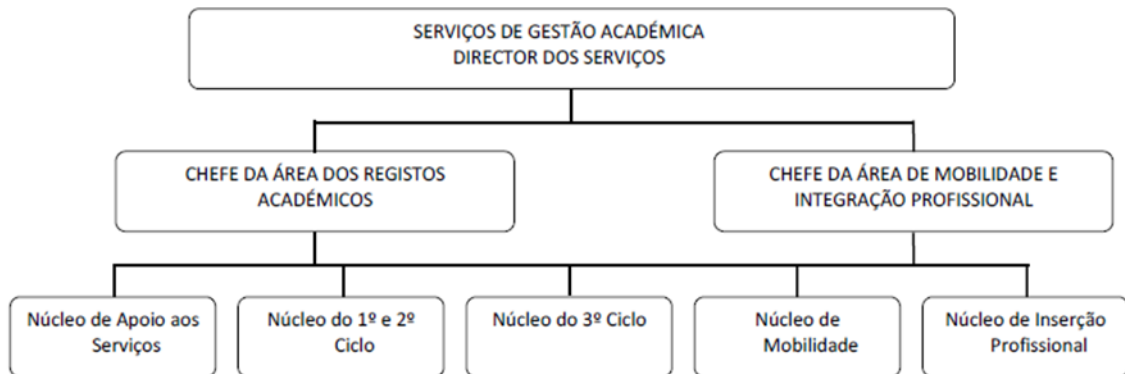 SERVIÇOS DE GESTÃO ACADÉMICA
DIRECTOR DOS SERVIÇOS
CHEFE DA ÁREA DOS REGISTOS
ACADÉMICOS
CHEFE DA ÁREA DE MOBILIDADE E
INTEGRAÇÃO PROFISSIONAL
Núcleo de Apoio aos
Serviços
Núcleo do 1º e 2º
Ciclo
Núcleo do 3º Ciclo
Núcleo de
Mobilidade
Núcleo de Inserção
Profissional